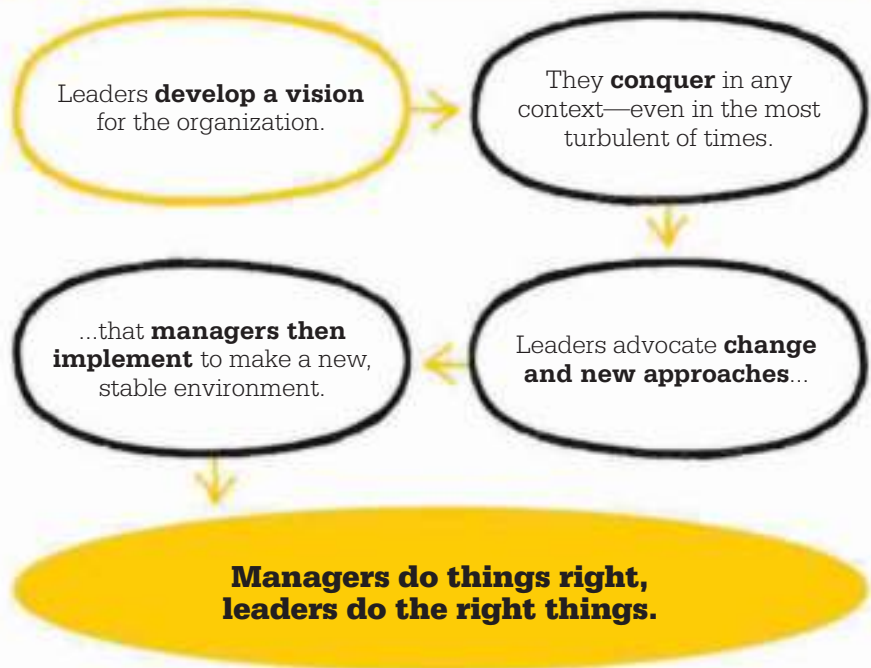 Leaders develop a vision
for the organization.
They conquer in any
context—even in the most
turbulent of times.
Leaders advocate change
and new approaches...
...that managers then
implement to make a new,
stable environment.
Managers do things right,
leaders do the right things.